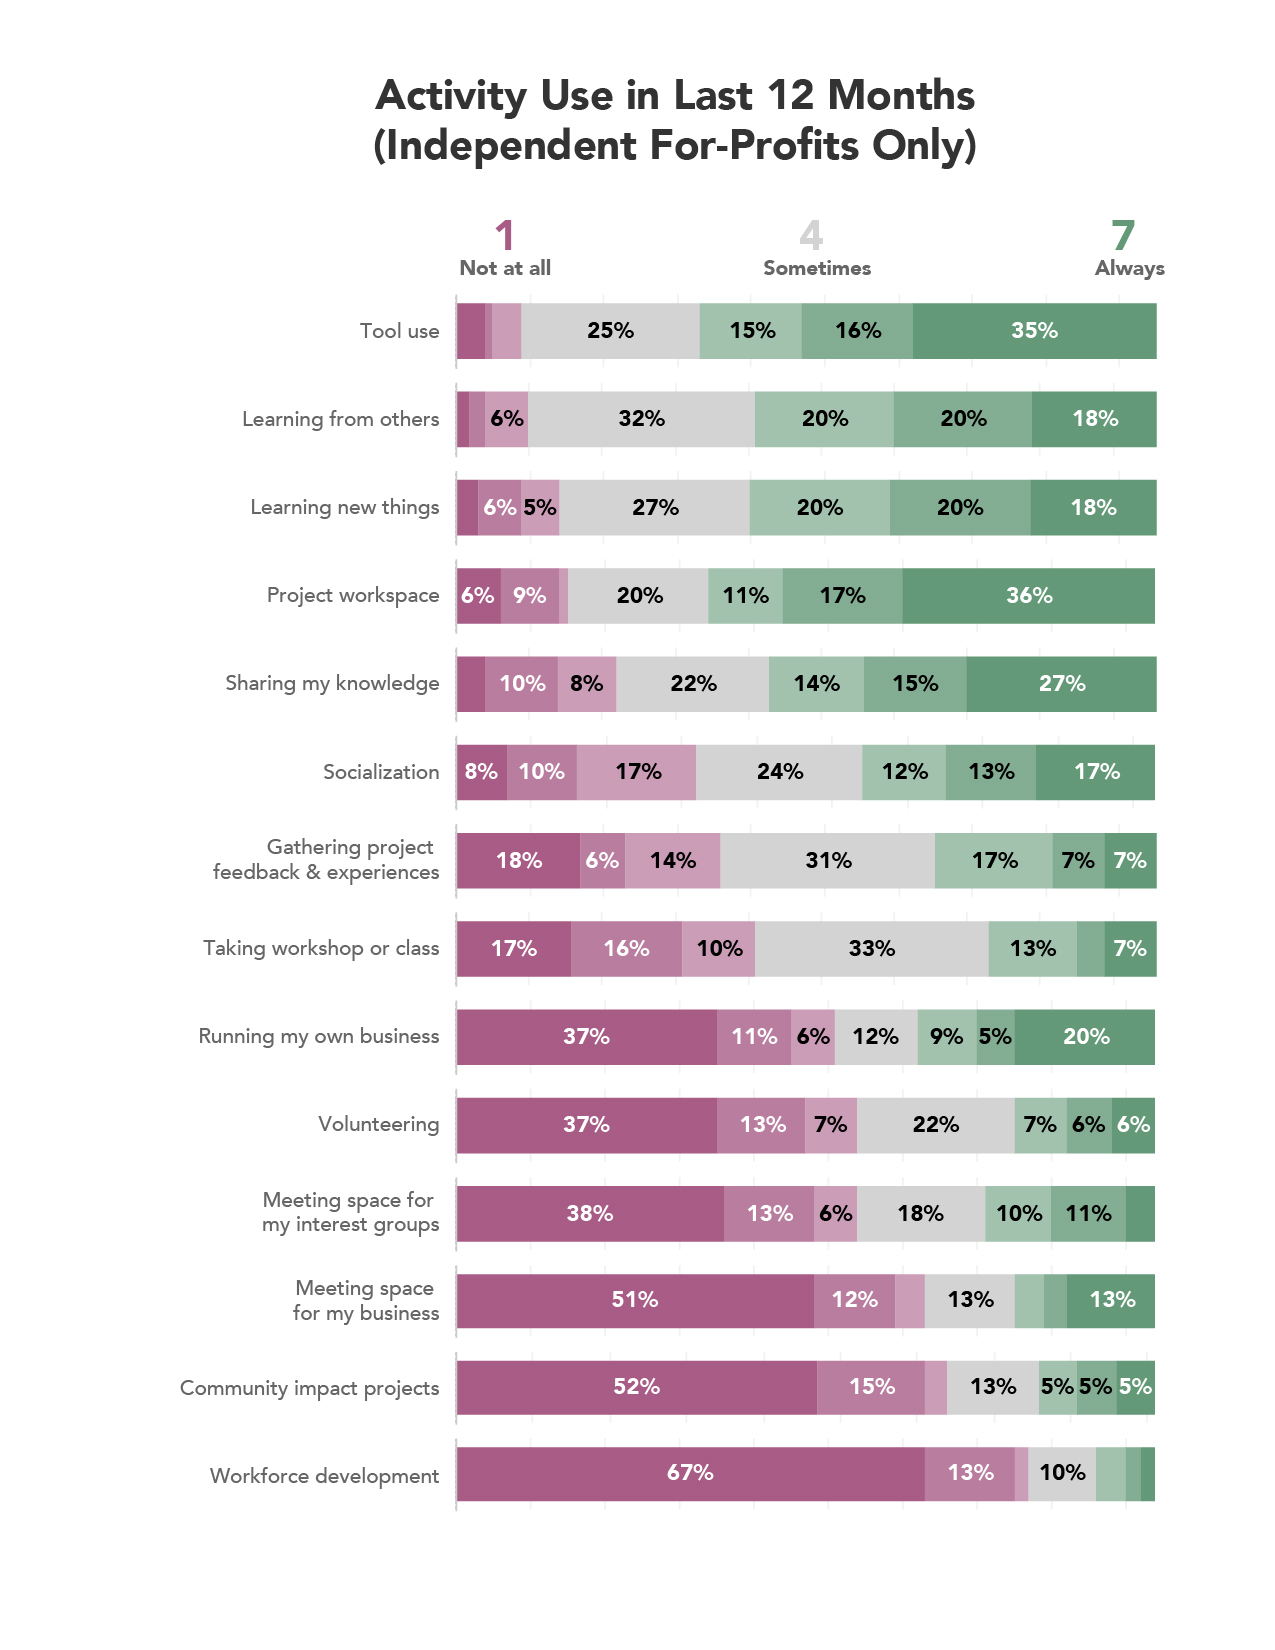 Activity Use in Last 12 Months
(Independent For-Profits Only)
1 4 7
Not at all Sometimes Always
Tool use 25% 15% 16% 35%
Learning from others 6% 32% 20% 20% 18%
Learning new things 6% 5% 27% 20% 20% 18%
Project workspace 6% 9% 20% 11% 17% 36%
Sharing my knowledge 10% 8% 22% 14% 15% 27%
Socialization 8% 10% 17% 24% 12% 13% 17%
Gathering project
feedback & experiences 18% 6% 14% 31% 17% 7% 7%
Taking workshop or class 17% 16% 10% 33% 13% 7%
Running my own business 37% 11% 6% 12% 9% 5% 20%
Volunteering 37% 13% 7% 22% 7% 6% 6%
Meeting space for
my interest groups 38% 13% 6% 18% 10% 11%
Meeting space
for my business 51% 12% 13% 13%
Community impact projects 52% 15% 13% 5% 5% 5%
Workforce development 67% 13% 10%